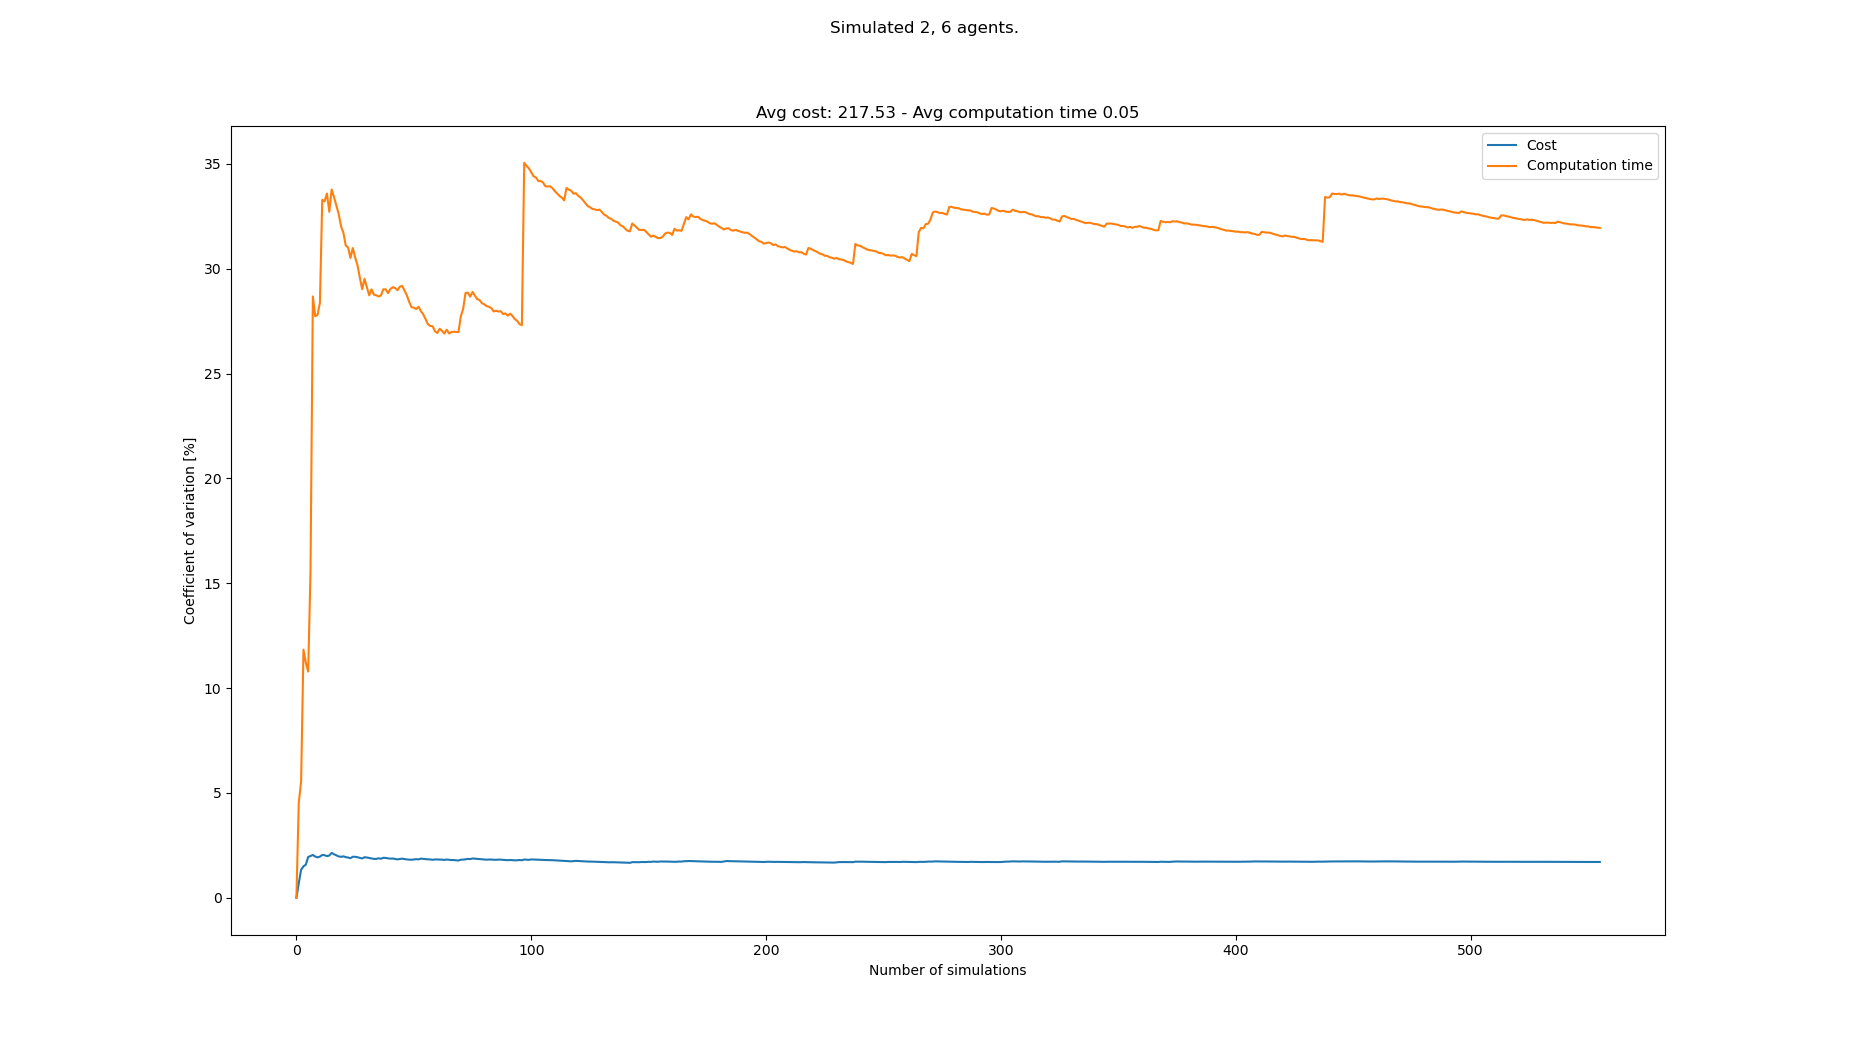 Simulated 2, 6 agents.
Avg cost: 217.53 - Avg computation time 0.05
Cost
Computation time
Coefficient of variation [%]
35
30
25
20
15
10
5
0
0 100 200 300 400 500
Number of simulations